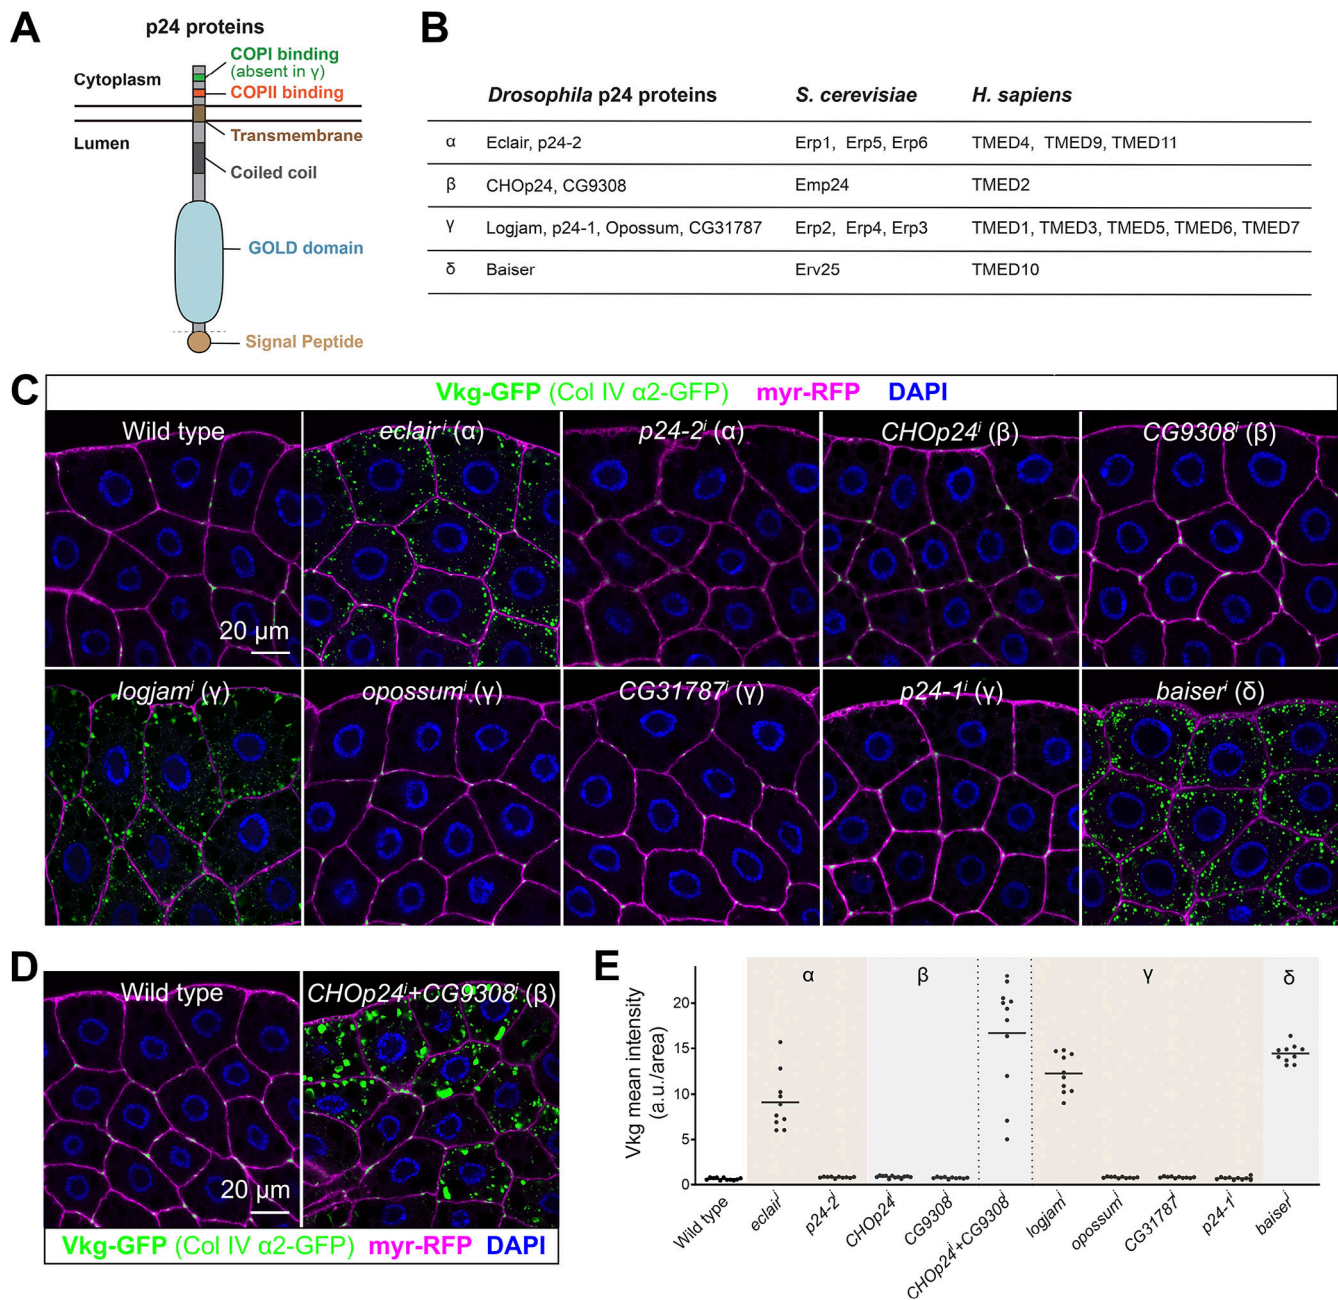 A
p24 proteins
COPI binding
(absent in γ)
Cytoplasm
COPII binding
Transmembrane
Lumen
Coiled coil
GOLD domain
Signal Peptide
B
Drosophila p24 proteins S. cerevisiae H. sapiens
α Eclair, p24-2 Erp1, Erp5, Erp6 TMED4, TMED9, TMED11
β CHOp24, CG9308 Emp24 TMED2
γ Logjam, p24-1, Opossum, CG31787 Erp2, Erp4, Erp3 TMED1, TMED3, TMED5, TMED6, TMED7
δ Baiser Erv25 TMED10
C
Vkg-GFP (Col IV α2-GFP) myr-RFP DAPI
Wild type eclairⁱ (α) p24-2ⁱ (α) CHOp24ⁱ (β) CG9308ⁱ (β)
20 µm
logjamⁱ (γ) opossumⁱ (γ) CG31787ⁱ (γ) p24-1ⁱ (γ) baiserⁱ (δ)
D
Wild type CHOp24ⁱ+CG9308ⁱ (β)
20 µm
Vkg-GFP (Col IV α2-GFP) myr-RFP DAPI
E
α β γ δ
Vkg mean intensity
(a.u./area)
20
15
10
5
0
Wild type
eclairⁱ
p24-2ⁱ
CHOp24ⁱ
CG9308ⁱ
CHOp24ⁱ+CG9308ⁱ
logjamⁱ
opossumⁱ
CG31787ⁱ
p24-1ⁱ
baiserⁱ